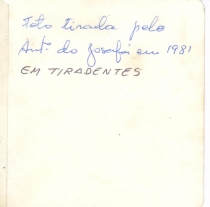 Foto tirada pelo
Antº. do Josafá em 1981
EM TIRADENTES